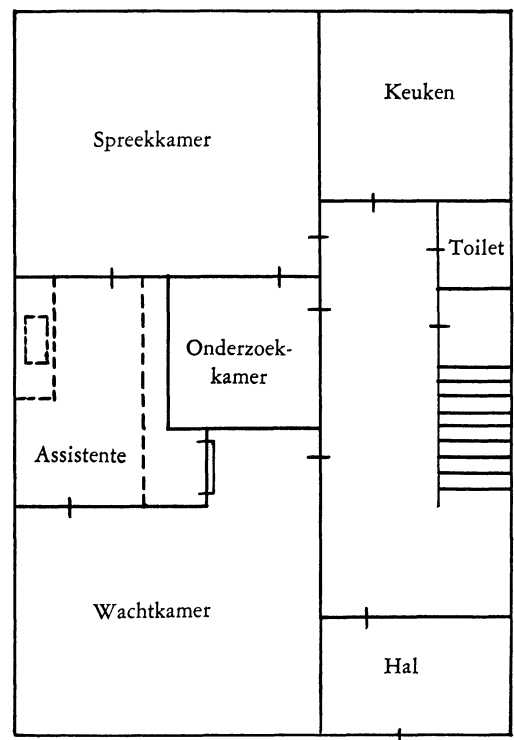 Keuken
Spreekkamer
Toilet
Onderzoek-
kamer
Assistente
Wachtkamer
Hal